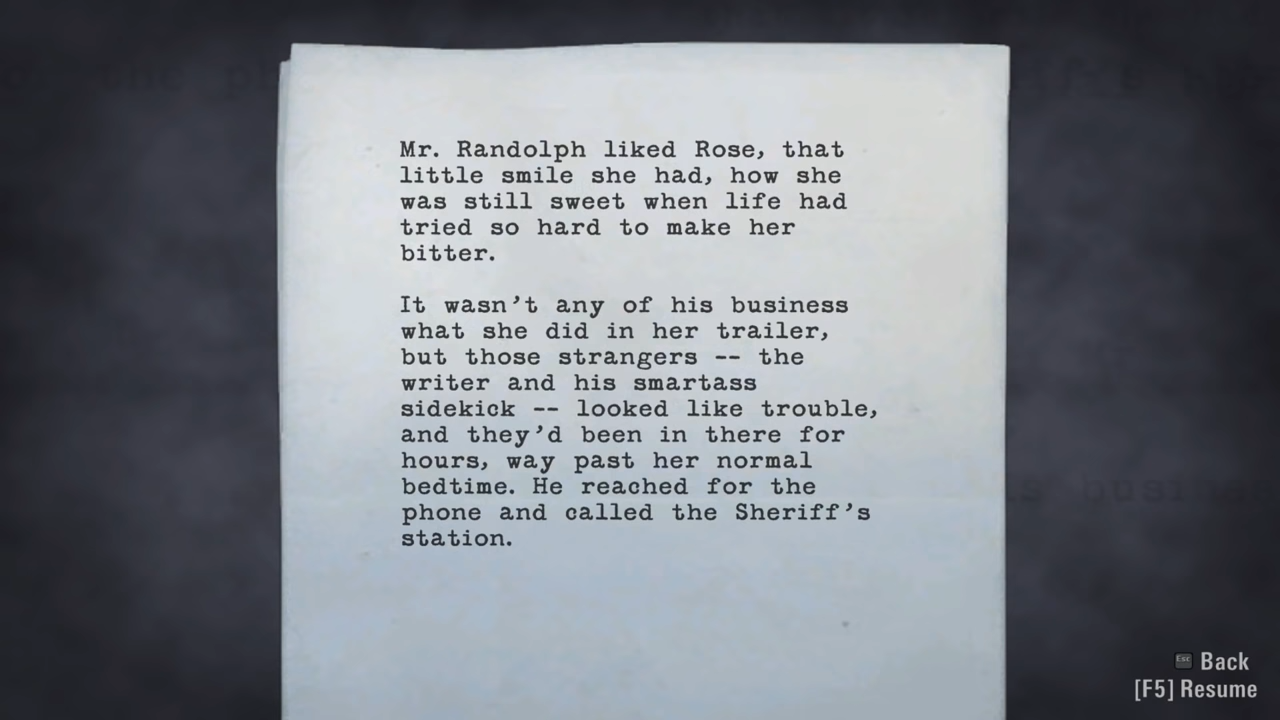 Mr. Randolph liked Rose, that
little smile she had, how she
was still sweet when life had
tried so hard to make her
bitter.
It wasn't any of his business
what she did in her trailer,
but those strangers -- the
writer and his smartass
sidekick -- looked like trouble,
and they'd been in there for
hours, way past her normal
bedtime. He reached for the
phone and called the Sheriff's
station.
Esc Back
[F5] Resume